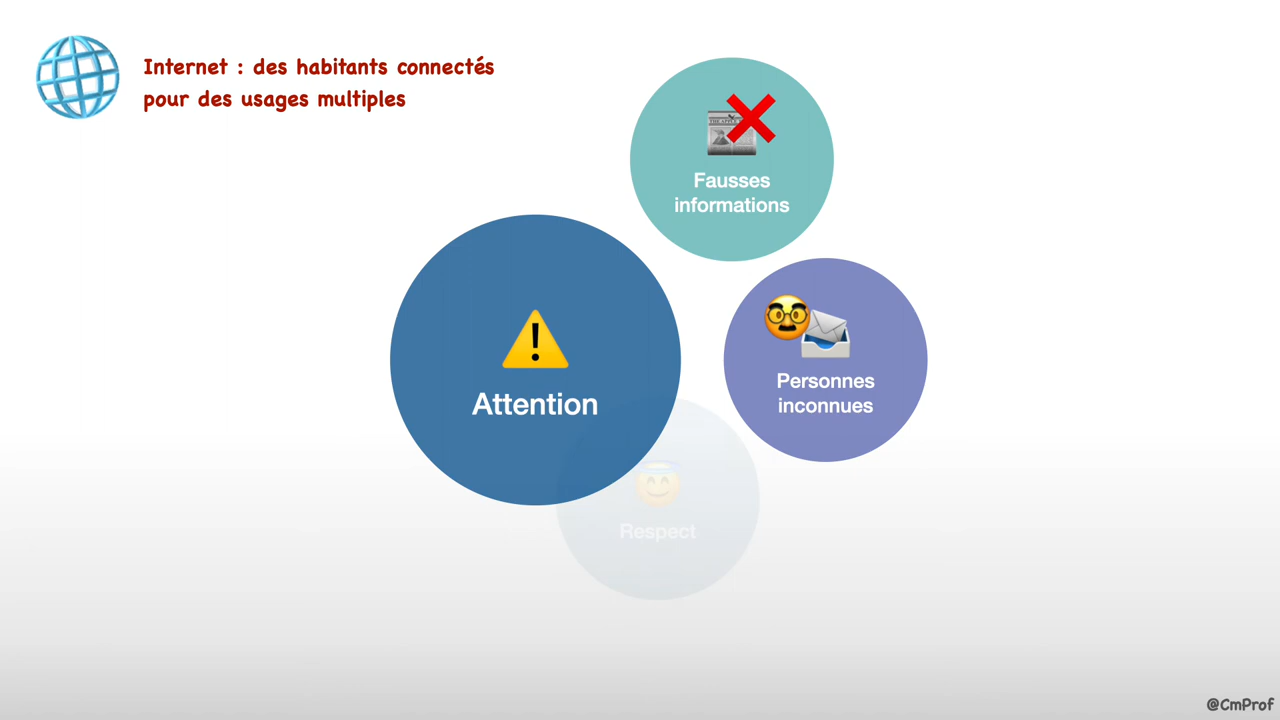 Internet : des habitants connectés
pour des usages multiples
Fausses
informations
Attention
Personnes
inconnues
Respect
@CmProf